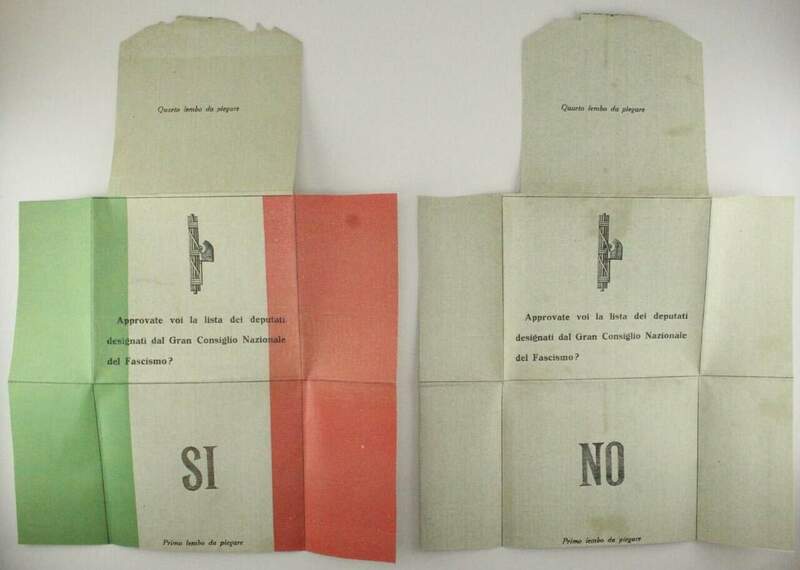 Quarto lembo da piegare
Approvate voi la lista dei deputati
designati dal Gran Consiglio Nazionale
del Fascismo?
SI
Primo lembo da piegare
Quarto lembo da piegare
Approvate voi la lista dei deputati
designati dal Gran Consiglio Nazionale
del Fascismo?
NO
Primo lembo da piegare